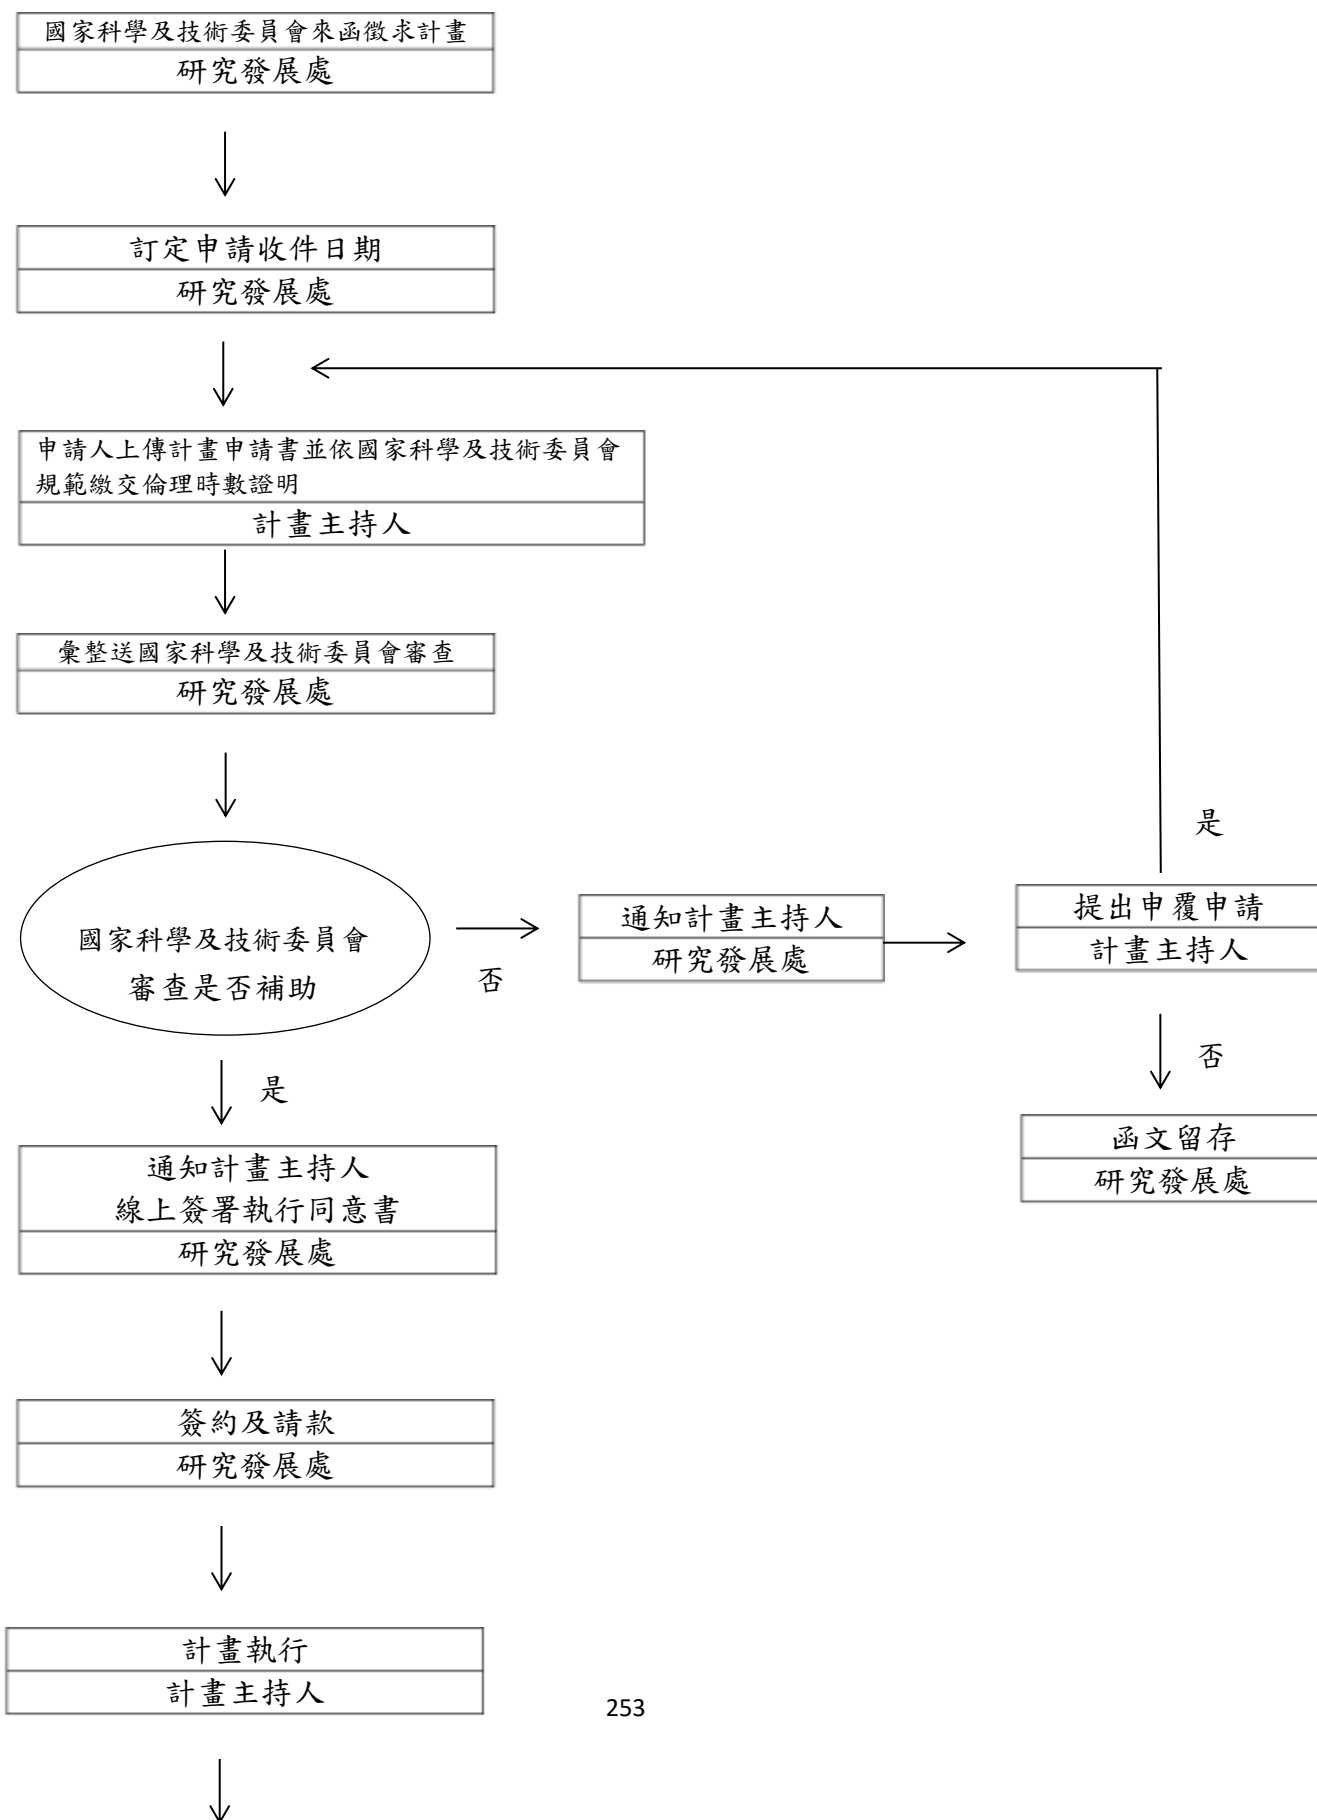 國家科學及技術委員會來函徵求計畫
研究發展處
訂定申請收件日期
研究發展處
申請人上傳計畫申請書並依國家科學及技術委員會
規範繳交倫理時數證明
計畫主持人
彙整送國家科學及技術委員會審查
研究發展處
國家科學及技術委員會
審查是否補助
否
通知計畫主持人
研究發展處
是
提出申覆申請
計畫主持人
否
函文留存
研究發展處
是
通知計畫主持人
線上簽署執行同意書
研究發展處
簽約及請款
研究發展處
計畫執行
計畫主持人
253